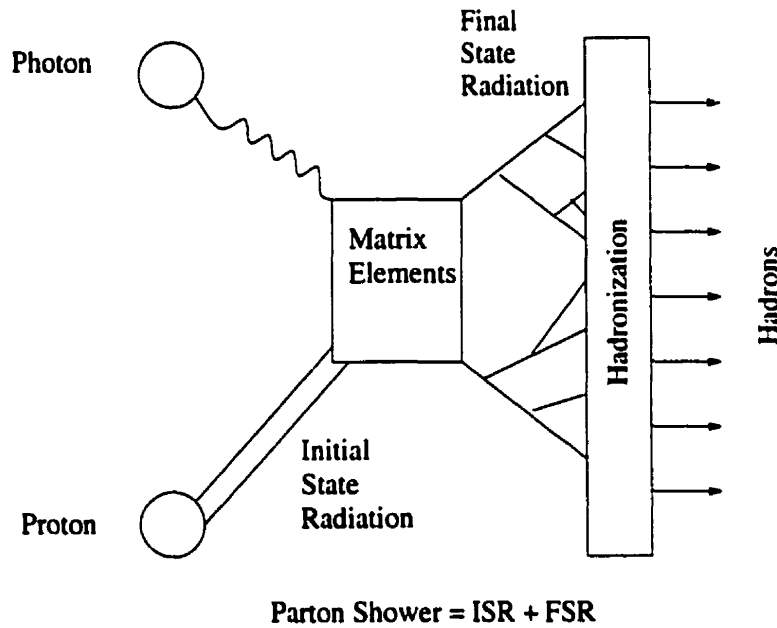 Photon
Final
State
Radiation
Matrix
Elements
Hadronization
Hadrons
Initial
State
Radiation
Proton
Parton Shower = ISR + FSR